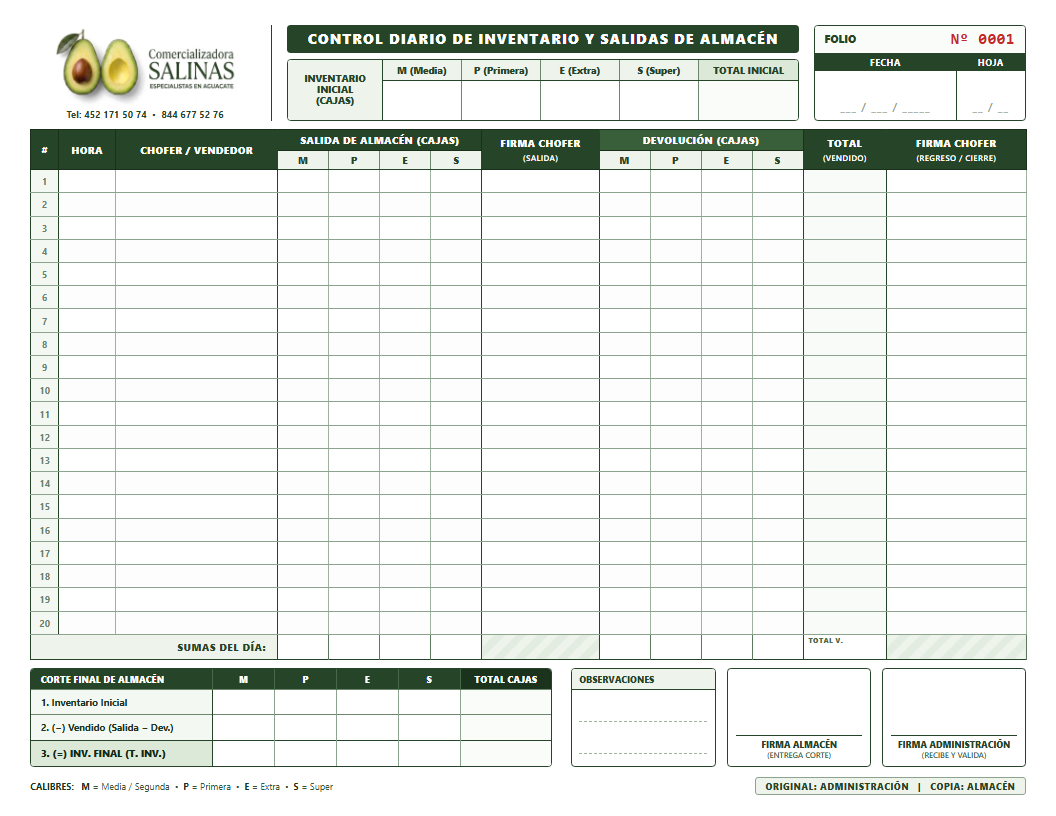 Comercializadora
SALINAS
ESPECIALISTAS EN AGUACATE
Tel: 452 171 50 74 • 844 677 52 76
CONTROL DIARIO DE INVENTARIO Y SALIDAS DE ALMACÉN
INVENTARIO
INICIAL
(CAJAS)
M (Media) P (Primera) E (Extra) S (Super) TOTAL INICIAL
FOLIO Nº 0001
FECHA HOJA
___ / ___ / _____ __ / __
# HORA CHOFER / VENDEDOR
SALIDA DE ALMACÉN (CAJAS)
M P E S
FIRMA CHOFER
(SALIDA)
DEVOLUCIÓN (CAJAS)
M P E S
TOTAL
(VENDIDO)
FIRMA CHOFER
(REGRESO / CIERRE)
1
2
3
4
5
6
7
8
9
10
11
12
13
14
15
16
17
18
19
20
SUMAS DEL DÍA:
TOTAL V.
CORTE FINAL DE ALMACÉN M P E S TOTAL CAJAS
1. Inventario Inicial
2. (−) Vendido (Salida − Dev.)
3. (=) INV. FINAL (T. INV.)
OBSERVACIONES
FIRMA ALMACÉN
(ENTREGA CORTE)
FIRMA ADMINISTRACIÓN
(RECIBE Y VALIDA)
CALIBRES: M = Media / Segunda • P = Primera • E = Extra • S = Super
ORIGINAL: ADMINISTRACIÓN | COPIA: ALMACÉN